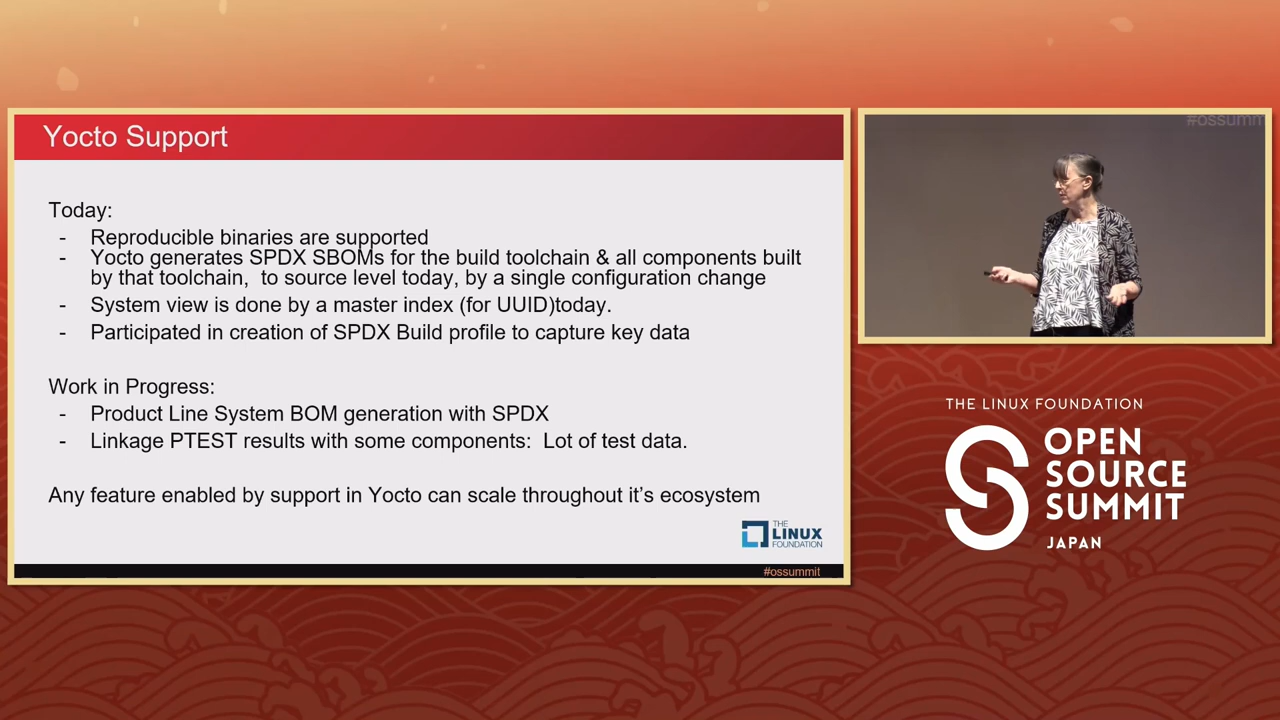 Yocto Support
Today:
- Reproducible binaries are supported
- Yocto generates SPDX SBOMs for the build toolchain & all components built
by that toolchain,  to source level today, by a single configuration change
- System view is done by a master index (for UUID)today.
- Participated in creation of SPDX Build profile to capture key data
Work in Progress:
- Product Line System BOM generation with SPDX
- Linkage PTEST results with some components:  Lot of test data.
Any feature enabled by support in Yocto can scale throughout it's ecosystem
THE
LINUX
FOUNDATION
#ossummit
#ossumm
THE LINUX FOUNDATION
OPEN
SOURCE
SUMMIT
JAPAN